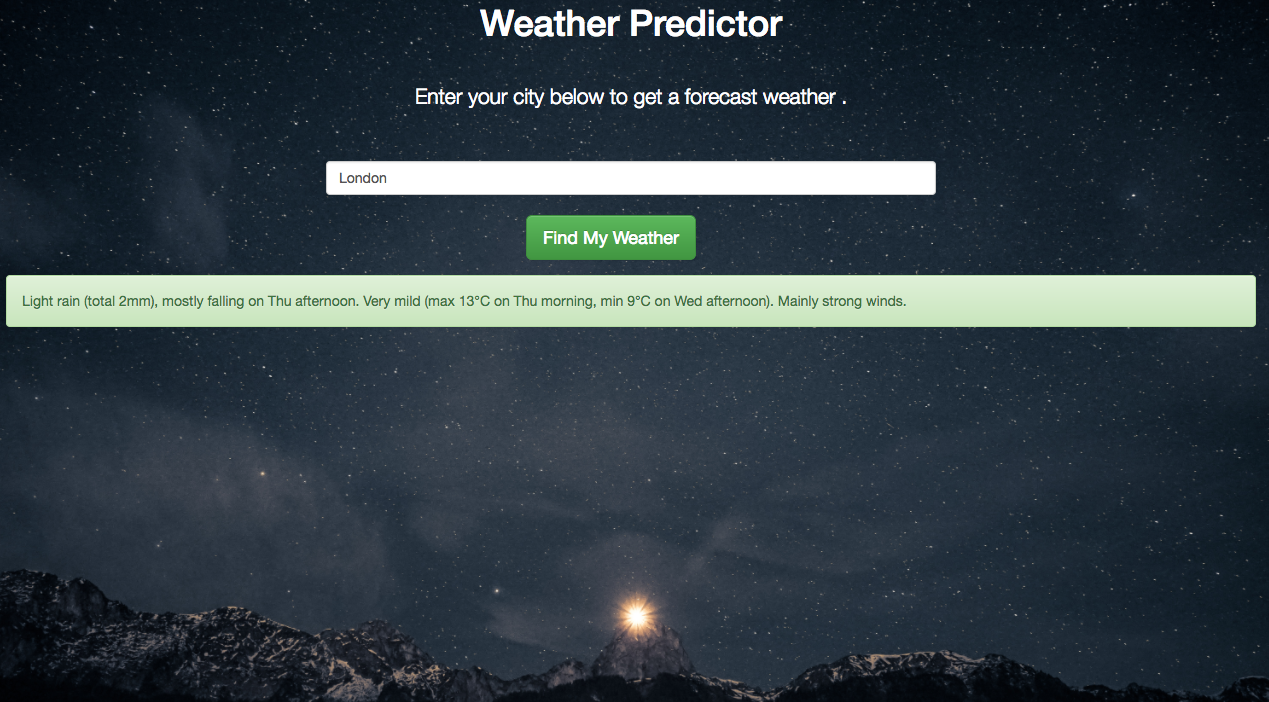 Weather Predictor
Enter your city below to get a forecast weather .
London
Find My Weather
Light rain (total 2mm), mostly falling on Thu afternoon. Very mild (max 13°C on Thu morning, min 9°C on Wed afternoon). Mainly strong winds.